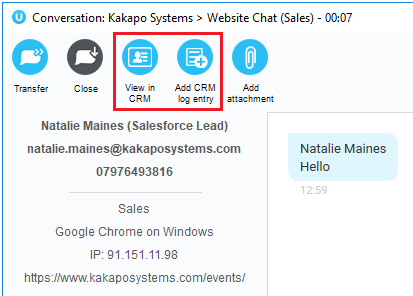 Conversation: Kakapo Systems > Website Chat (Sales) - 00:07
Transfer
Close
View in
CRM
Add CRM
log entry
Add
attachment
Natalie Maines (Salesforce Lead)
natalie.maines@kakaposystems.com
07976493816
Sales
Google Chrome on Windows
IP: 91.151.11.98
https://www.kakaposystems.com/events/
Natalie Maines
Hello
12:59